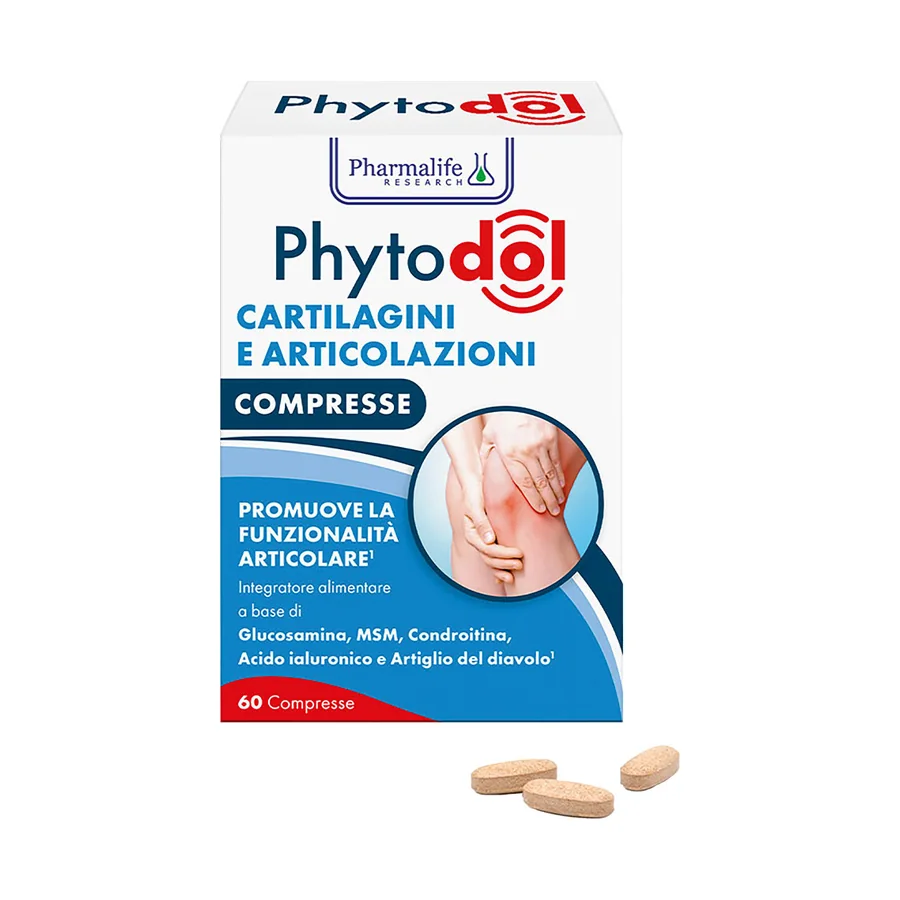 Phytodol
Pharmalife
RESEARCH
Phytodol
CARTILAGINI
E ARTICOLAZIONI
COMPRESSE
PROMUOVE LA
FUNZIONALITÀ
ARTICOLARE¹
Integratore alimentare
a base di
Glucosamina, MSM, Condroitina,
Acido ialuronico e Artiglio del diavolo¹
60 Compresse